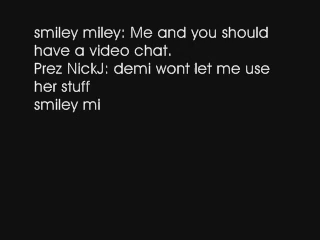 smiley miley: Me and you should
have a video chat.
Prez NickJ: demi wont let me use
her stuff
smiley mi